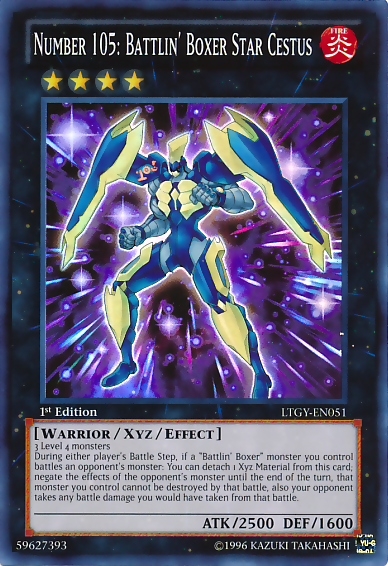 NUMBER 105: BATTLIN' BOXER STAR CESTUS
FIRE
炎
105
1st Edition
LTGY-EN051
[WARRIOR / XYZ / EFFECT]
3 Level 4 monsters
During either player's Battle Step, if a "Battlin' Boxer" monster you control
battles an opponent's monster: You can detach 1 Xyz Material from this card;
negate the effects of the opponent's monster until the end of the turn, that
monster you control cannot be destroyed by that battle, also your opponent
takes any battle damage you would have taken from that battle.
ATK/2500 DEF/1600
59627393
©1996 KAZUKI TAKAHASHI